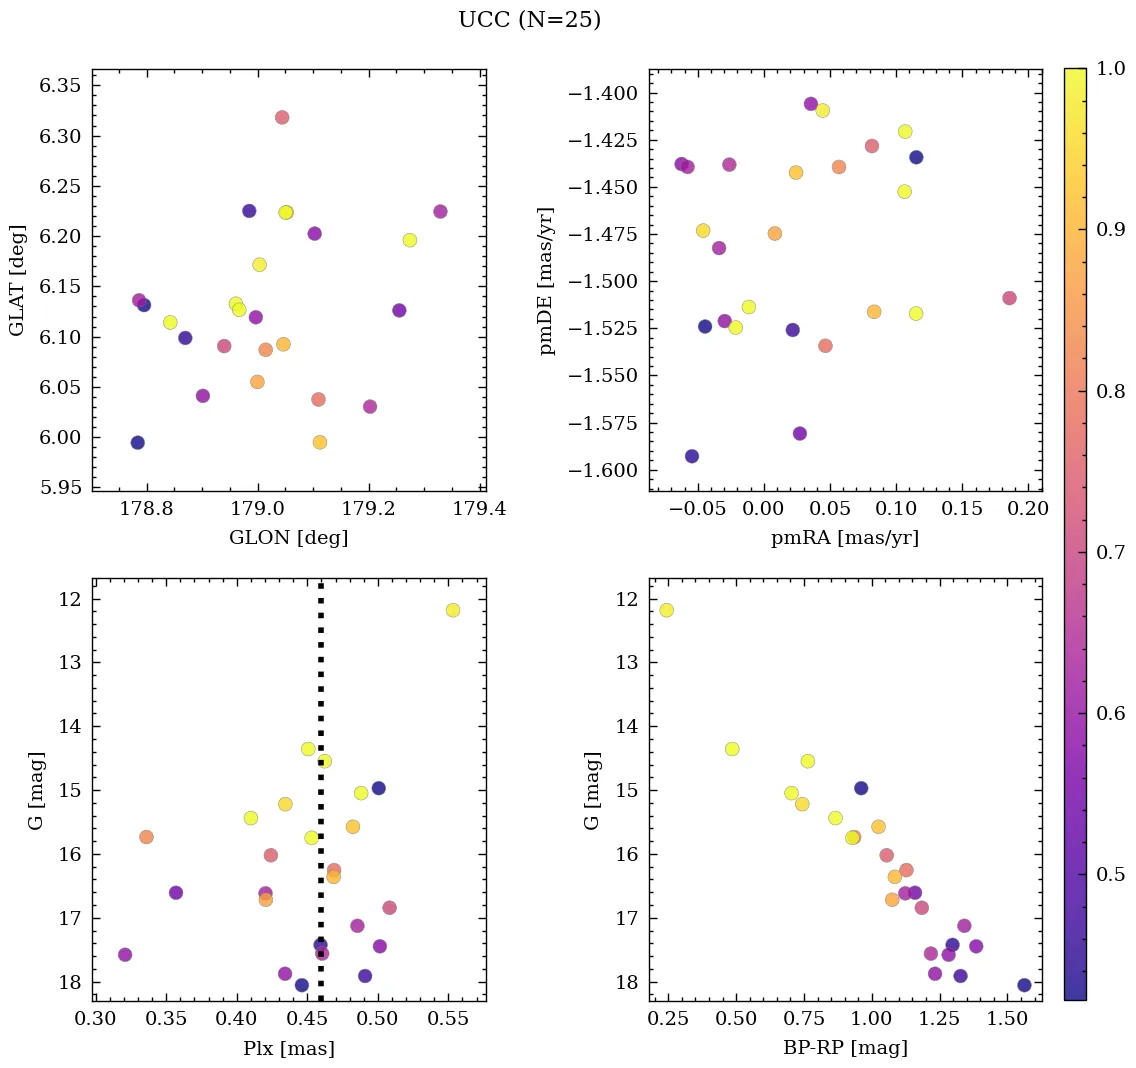 UCC (N=25)
6.35
6.30
6.25
6.20
6.15
6.10
6.05
6.00
5.95
GLAT [deg]
178.8 179.0 179.2 179.4
GLON [deg]
−1.400
−1.425
−1.450
−1.475
−1.500
−1.525
−1.550
−1.575
−1.600
pmDE [mas/yr]
−0.05 0.00 0.05 0.10 0.15 0.20
pmRA [mas/yr]
1.0
0.9
0.8
0.7
0.6
0.5
12
13
14
15
16
17
18
G [mag]
0.30 0.35 0.40 0.45 0.50 0.55
Plx [mas]
12
13
14
15
16
17
18
G [mag]
0.25 0.50 0.75 1.00 1.25 1.50
BP-RP [mag]